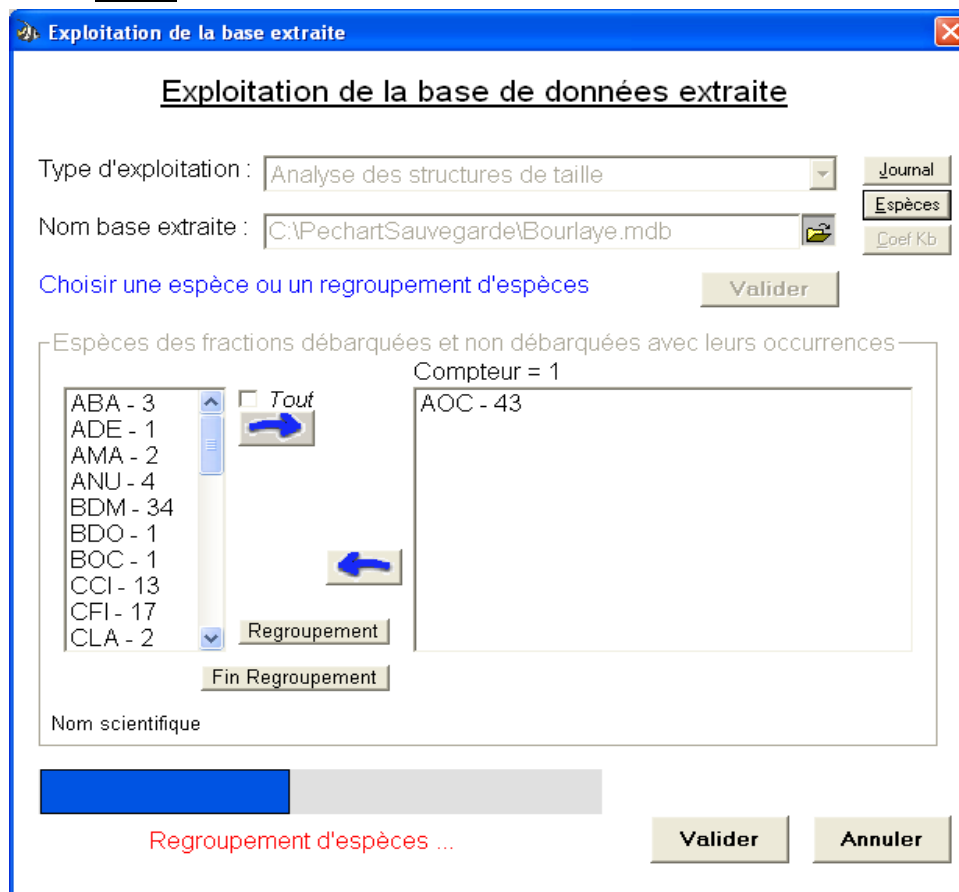 Exploitation de la base extraite
Exploitation de la base de données extraite
Type d'exploitation : Analyse des structures de taille
Journal
Espèces
Nom base extraite : C:\PechartSauvegarde\Bourlaye.mdb
Coef Kb
Choisir une espèce ou un regroupement d'espèces
Valider
Espèces des fractions débarquées et non débarquées avec leurs occurrences
Compteur = 1
ABA - 3
ADE - 1
AMA - 2
ANU - 4
BDM - 34
BDO - 1
BOC - 1
CCI - 13
CFI - 17
CLA - 2
Tout
AOC - 43
Regroupement
Fin Regroupement
Nom scientifique
Regroupement d'espèces ...
Valider
Annuler